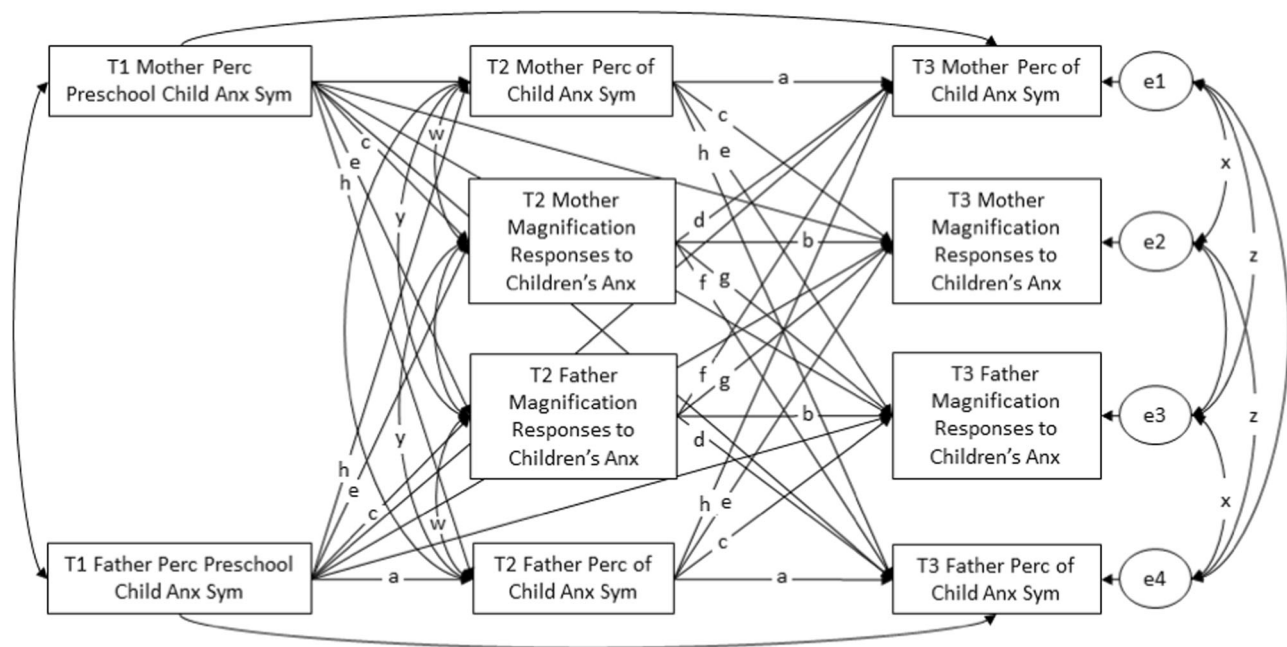 T1 Mother Perc
Preschool Child Anx Sym
T2 Mother Perc of
Child Anx Sym
a
T3 Mother Perc of
Child Anx Sym
e1
c
e
h
w
c
h
e
x
y
T2 Mother
Magnification
Responses to
Children's Anx
d
b
f
g
T3 Mother
Magnification
Responses to
Children's Anx
e2
z
T2 Father
Magnification
Responses to
Children's Anx
f
g
b
d
T3 Father
Magnification
Responses to
Children's Anx
e3
z
y
h
e
c
w
h
e
c
x
T1 Father Perc Preschool
Child Anx Sym
a
T2 Father Perc of
Child Anx Sym
a
T3 Father Perc of
Child Anx Sym
e4